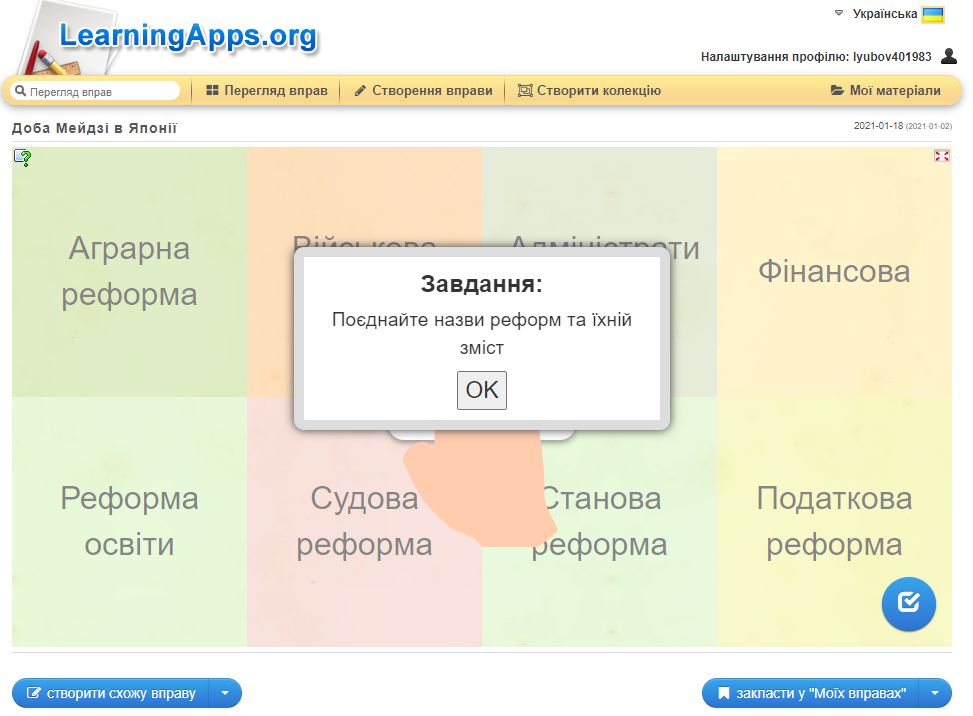 LearningApps.org
Українська
Налаштування профілю: lyubov401983
Перегляд вправ
Перегляд вправ
Створення вправи
Створити колекцію
Мої матеріали
Доба Мейдзі в Японії
2021-01-18 (2021-01-02)
Аграрна
реформа
Військова
Адміністрати
Фінансова
Завдання:
Поєднайте назви реформ та їхній
зміст
OK
Реформа
освіти
Судова
реформа
Станова
реформа
Податкова
реформа
створити схожу вправу
закласти у "Моїх вправах"